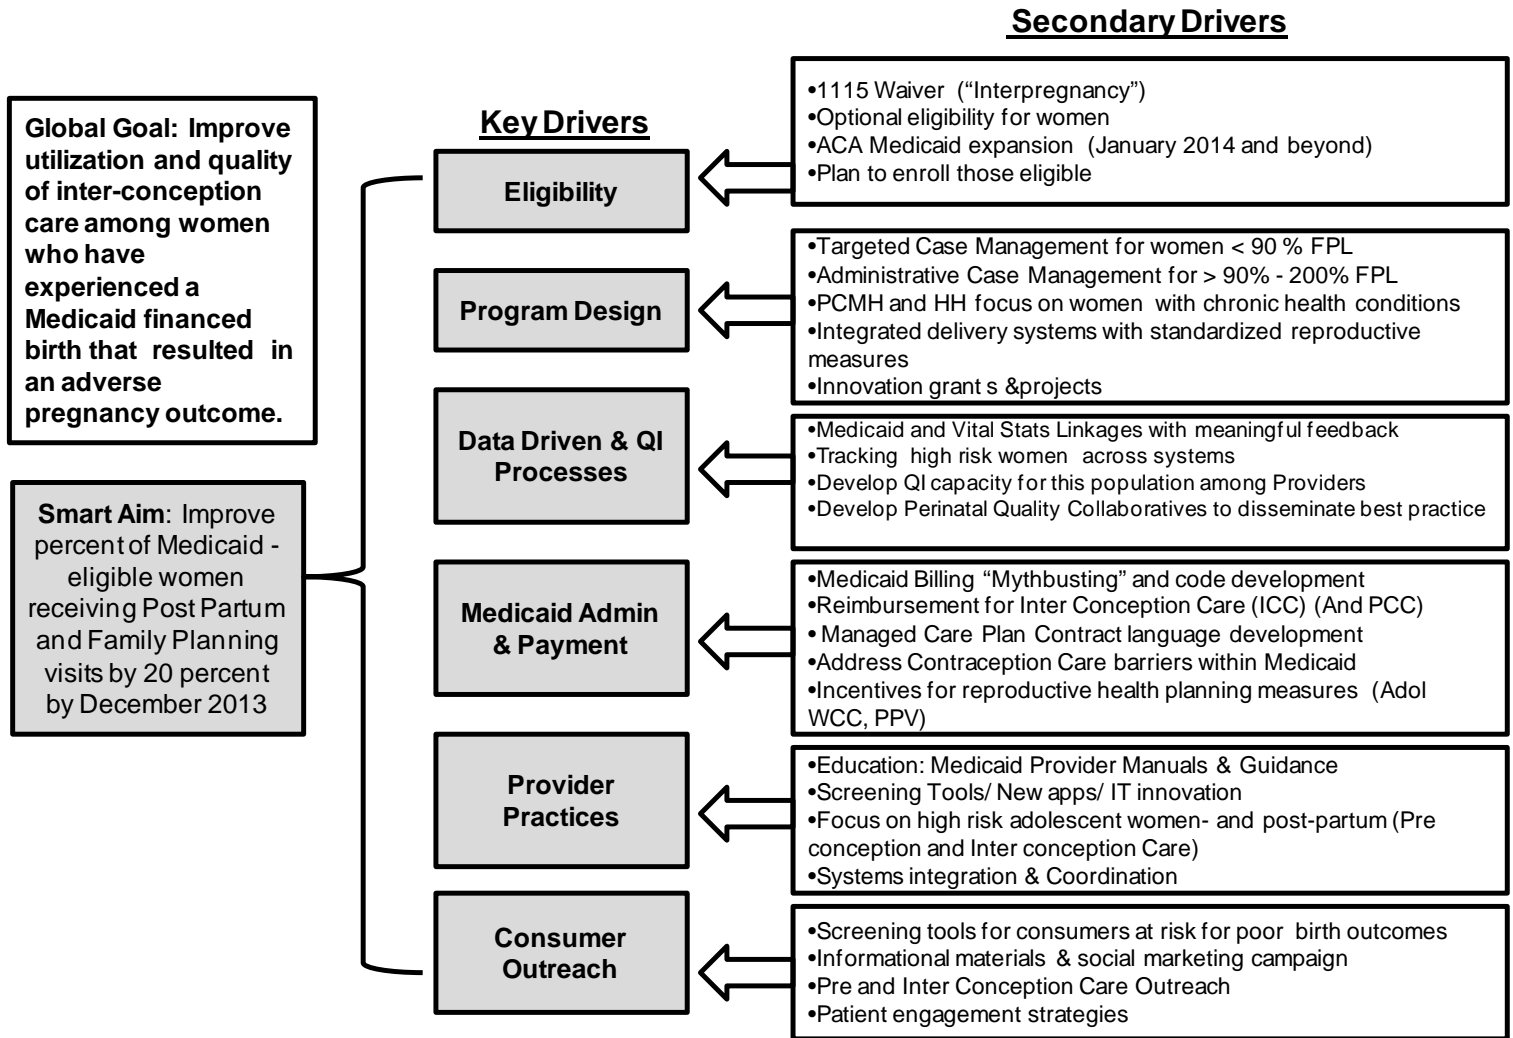 Secondary Drivers
Global Goal: Improve
utilization and quality
of inter-conception
care among women
who have
experienced a
Medicaid financed
birth that resulted in
an adverse
pregnancy outcome.
Smart Aim: Improve
percent of Medicaid -
eligible women
receiving Post Partum
and Family Planning
visits by 20 percent
by December 2013
Key Drivers
Eligibility
•1115 Waiver ("Interpregnancy")
•Optional eligibility for women
•ACA Medicaid expansion (January 2014 and beyond)
•Plan to enroll those eligible
Program Design
•Targeted Case Management for women < 90 % FPL
•Administrative Case Management for > 90% - 200% FPL
•PCMH and HH focus on women with chronic health conditions
•Integrated delivery systems with standardized reproductive
measures
•Innovation grant s &projects
Data Driven & QI
Processes
•Medicaid and Vital Stats Linkages with meaningful feedback
•Tracking high risk women across systems
•Develop QI capacity for this population among Providers
•Develop Perinatal Quality Collaboratives to disseminate best practice
Medicaid Admin
& Payment
•Medicaid Billing “Mythbusting” and code development
•Reimbursement for Inter Conception Care (ICC) (And PCC)
• Managed Care Plan Contract language development
•Address Contraception Care barriers within Medicaid
•Incentives for reproductive health planning measures (Adol
WCC, PPV)
Provider
Practices
•Education: Medicaid Provider Manuals & Guidance
•Screening Tools/ New apps/ IT innovation
•Focus on high risk adolescent women- and post-partum (Pre
conception and Inter conception Care)
•Systems integration & Coordination
Consumer
Outreach
•Screening tools for consumers at risk for poor birth outcomes
•Informational materials & social marketing campaign
•Pre and Inter Conception Care Outreach
•Patient engagement strategies